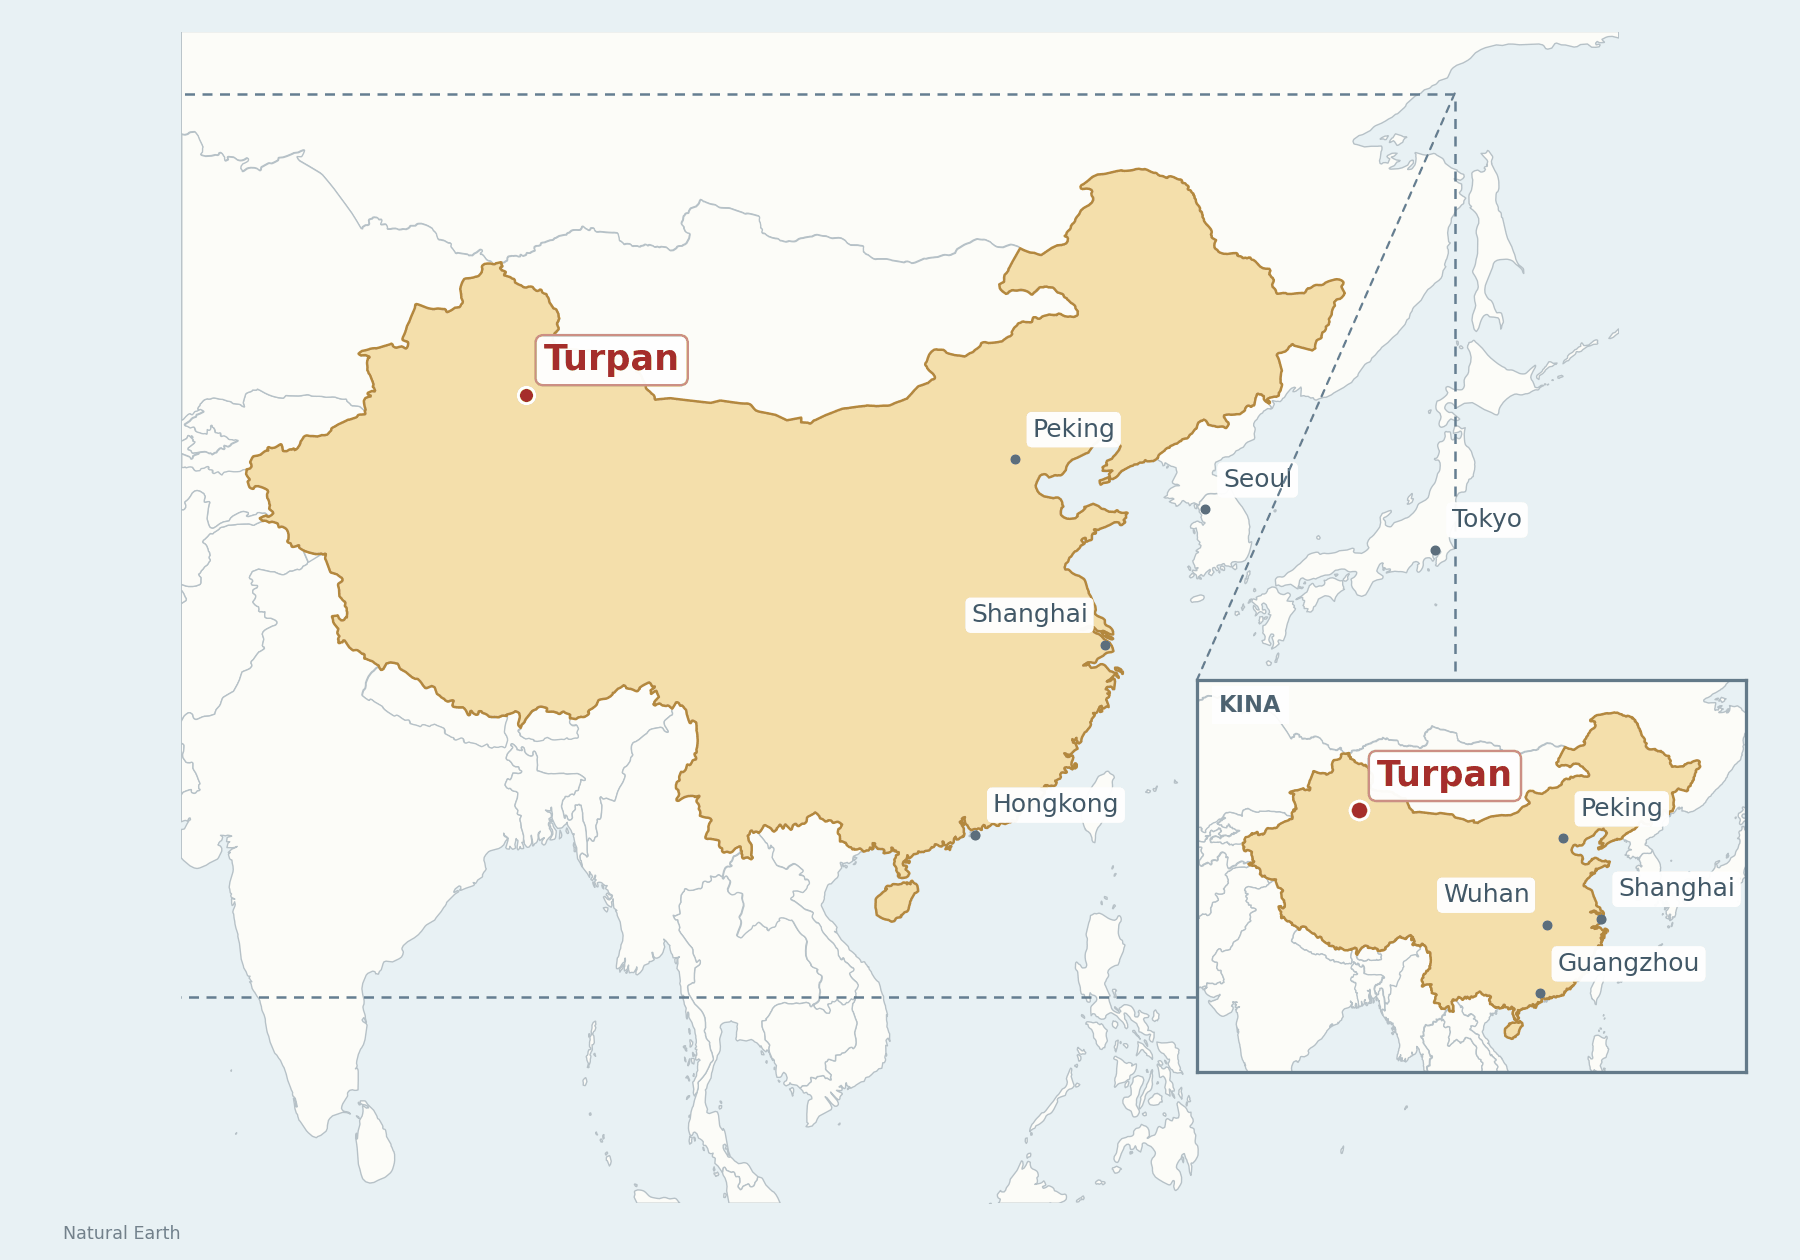 Turpan
Peking
Seoul
Tokyo
Shanghai
Hongkong
KINA
Turpan
Peking
Wuhan
Shanghai
Guangzhou
Natural Earth